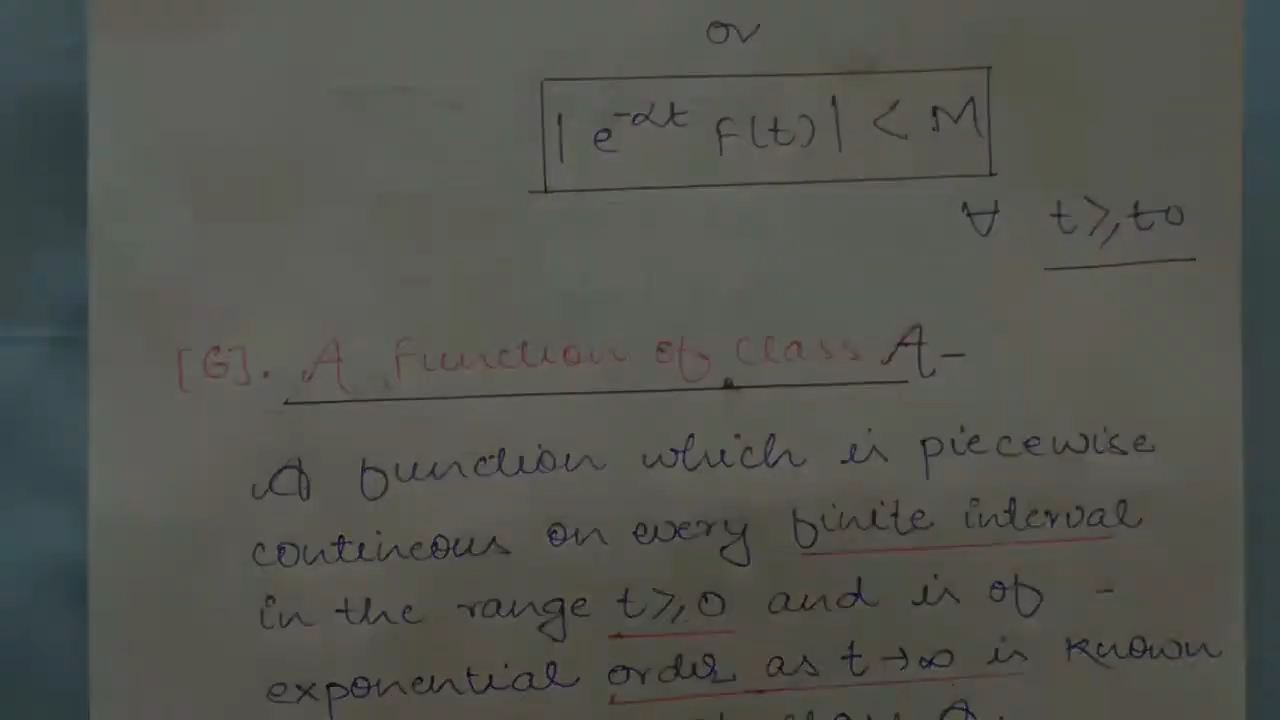 or
| e^{-αt} F(t) | < M
∀ t ≥ t0
[G]. A Function of class A-
A function which is piecewise
contineous on every finite interval
in the range t ≥ 0 and is of -
exponential order as t → ∞ is known
A.